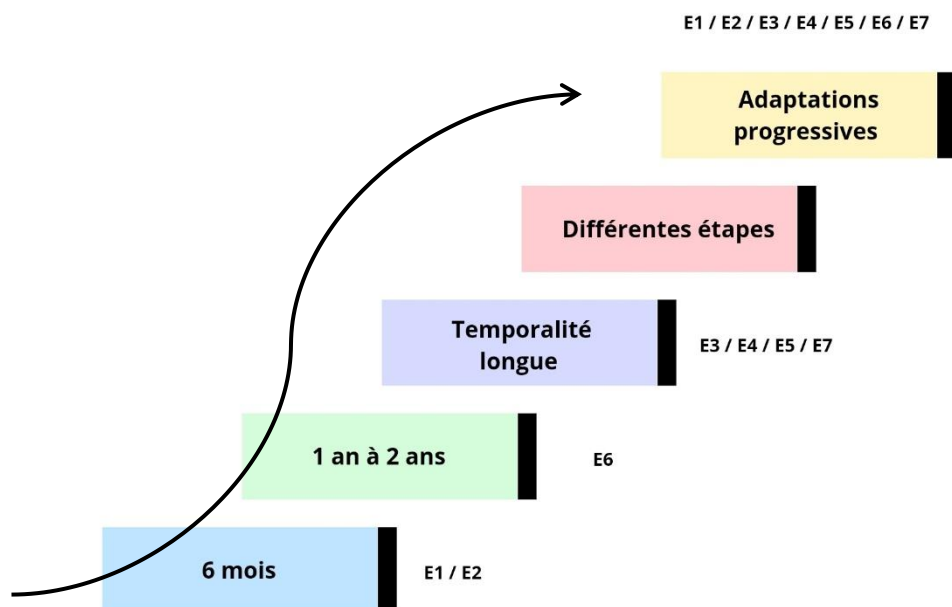 E1 / E2 / E3 / E4 / E5 / E6 / E7
Adaptations
progressives
Différentes étapes
Temporalité
longue
E3 / E4 / E5 / E7
1 an à 2 ans
E6
6 mois
E1 / E2